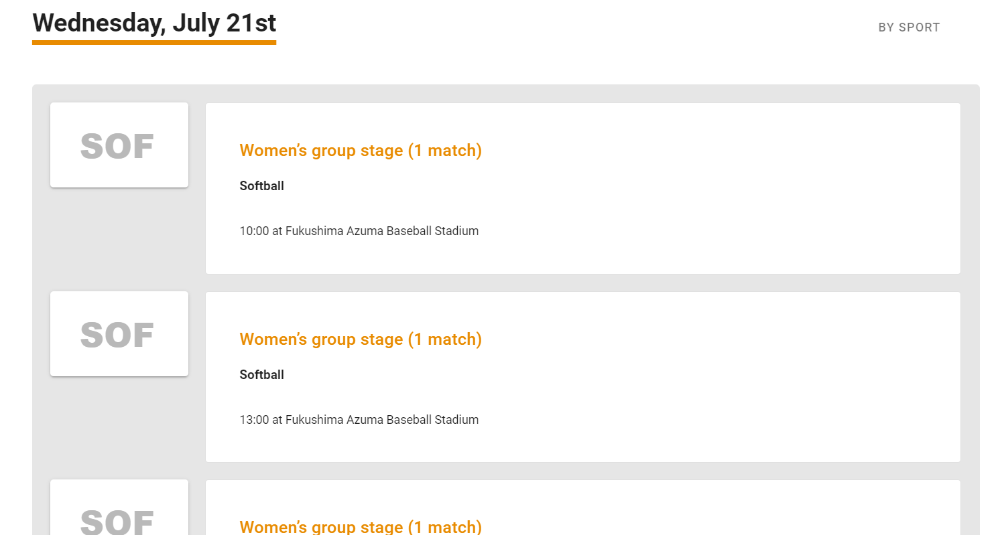 Wednesday, July 21st
BY SPORT
SOF
Women’s group stage (1 match)
Softball
10:00 at Fukushima Azuma Baseball Stadium
SOF
Women’s group stage (1 match)
Softball
13:00 at Fukushima Azuma Baseball Stadium
SOF
Women’s group stage (1 match)